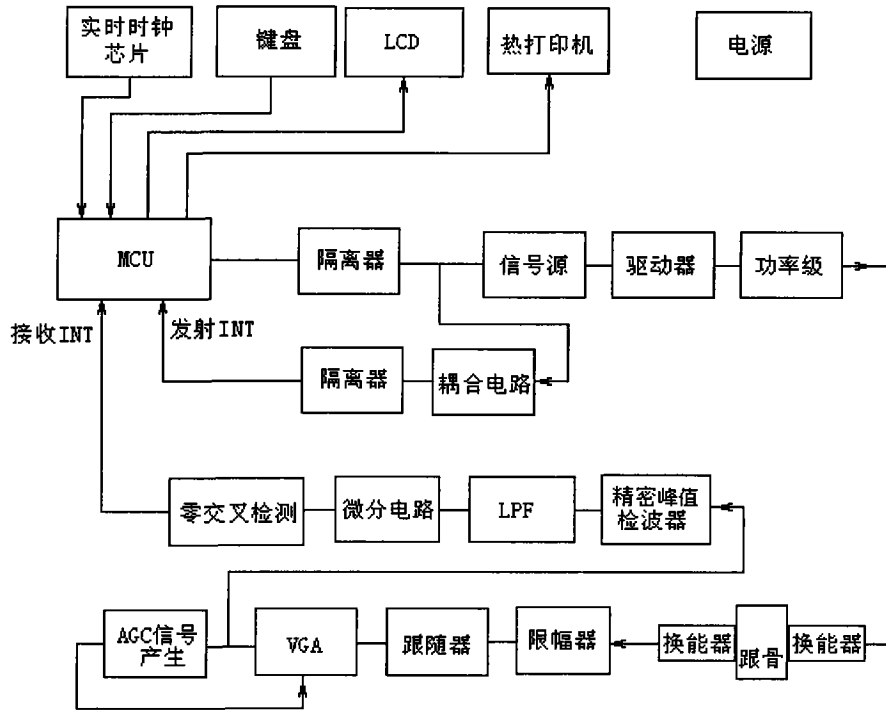 实时时钟
芯片
键盘
LCD
热打印机
电源
MCU
隔离器
信号源
驱动器
功率级
接收INT
发射INT
隔离器
耦合电路
零交叉检测
微分电路
LPF
精密峰值
检波器
AGC信号
产生
VGA
跟随器
限幅器
换能器
跟骨
换能器